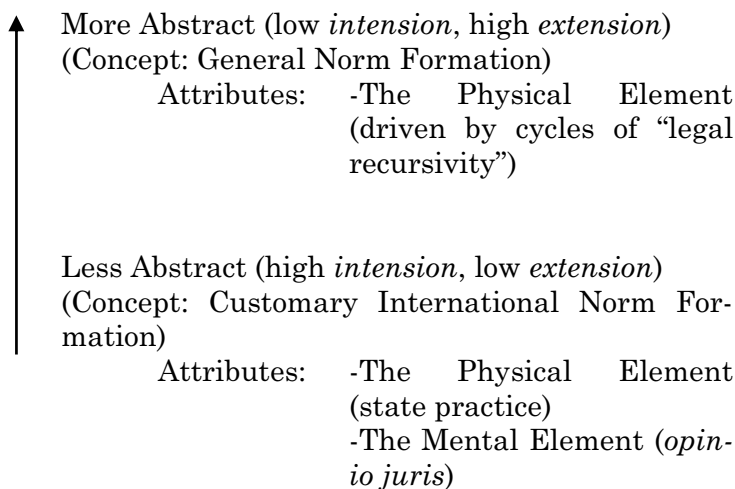 More Abstract (low intension, high extension)
(Concept: General Norm Formation)
Attributes: -The Physical Element
(driven by cycles of “legal
recursivity”)
Less Abstract (high intension, low extension)
(Concept: Customary International Norm For-
mation)
Attributes: -The Physical Element
(state practice)
-The Mental Element (opin-
io juris)